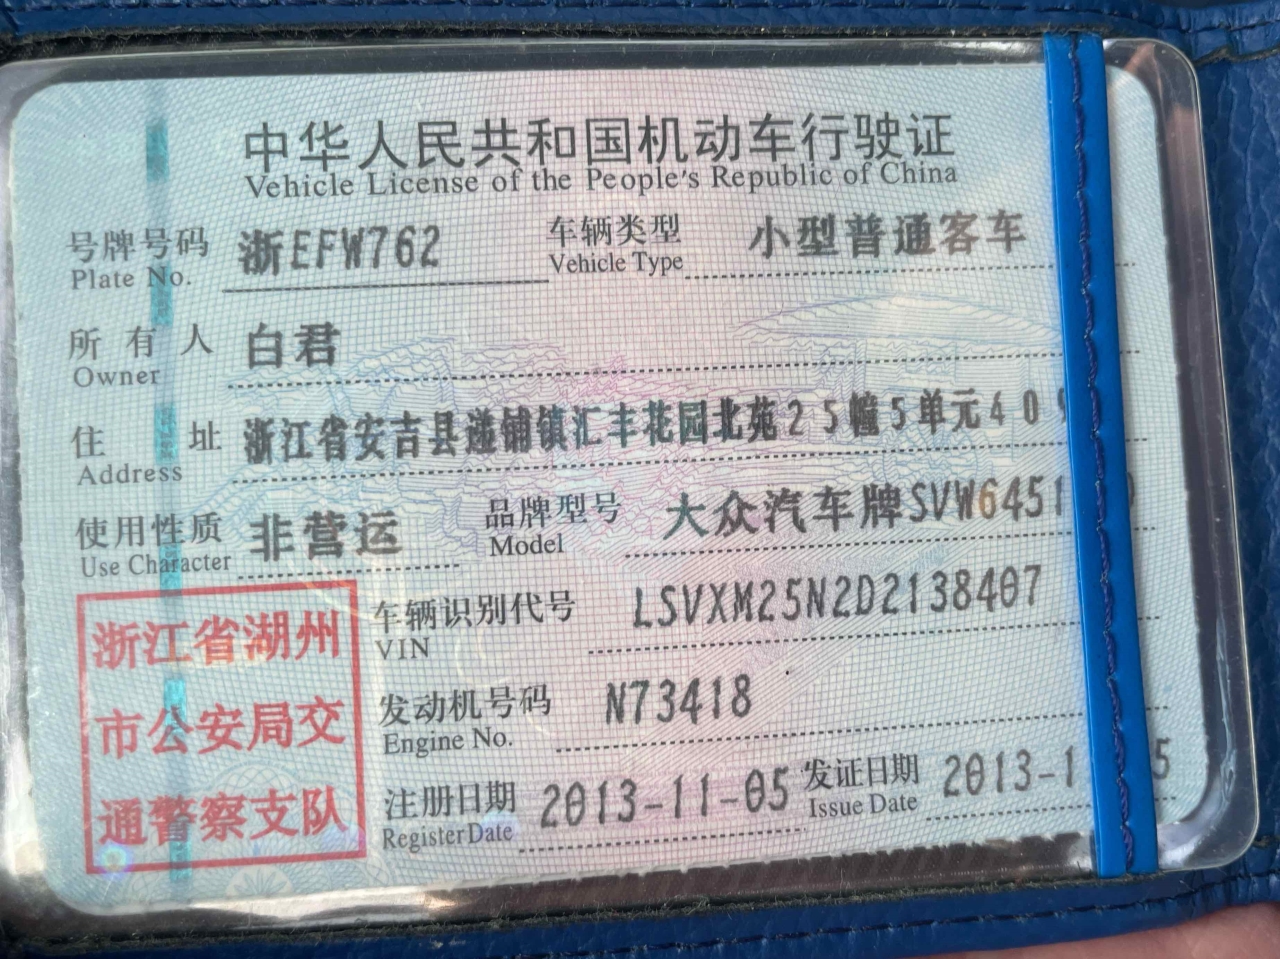 中华人民共和国机动车行驶证
Vehicle License of the People's Republic of China
号牌号码 浙EFW762 车辆类型 小型普通客车
Plate No. Vehicle Type
所有人 白君
Owner
住址 浙江省安吉县递铺镇汇丰花园北苑25幢5单元40
Address
使用性质 非营运 品牌型号 大众汽车牌SVW6451
Use Character Model
车辆识别代号 LSVXM25N2D2138407
VIN
发动机号码 N73418
Engine No.
注册日期 2013-11-05 发证日期 2013-1 5
Register Date Issue Date
浙江省湖州
市公安局交
通警察支队